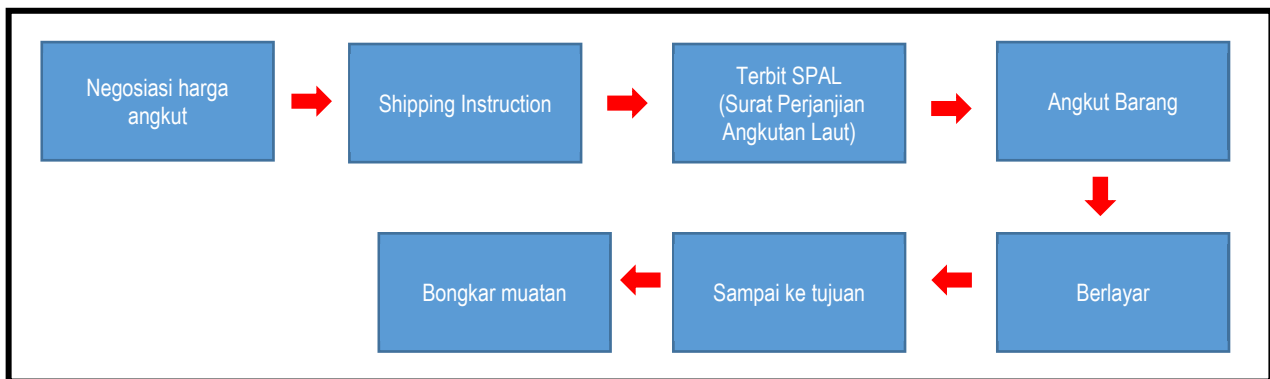 Negosiasi harga
angkut
Shipping Instruction
Terbit SPAL
(Surat Perjanjian
Angkutan Laut)
Angkut Barang
Berlayar
Sampai ke tujuan
Bongkar muatan